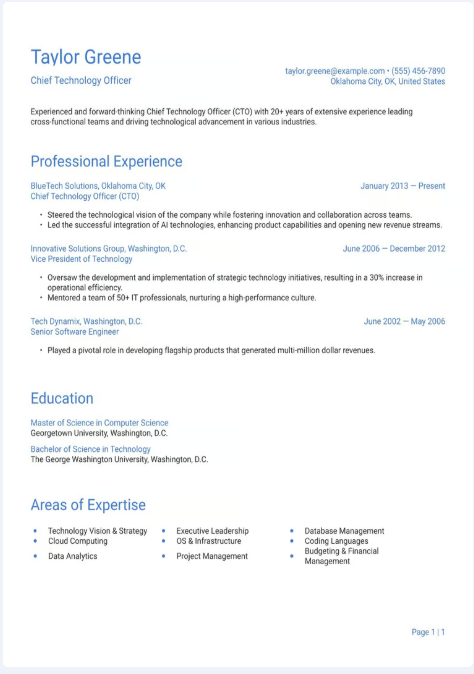 Taylor Greene
Chief Technology Officer
taylor.greene@example.com • (555) 456-7890
Oklahoma City, OK, United States
Experienced and forward-thinking Chief Technology Officer (CTO) with 20+ years of extensive experience leading
cross-functional teams and driving technological advancement in various industries.
Professional Experience
BlueTech Solutions, Oklahoma City, OK January 2013 — Present
Chief Technology Officer (CTO)
• Steered the technological vision of the company while fostering innovation and collaboration across teams.
• Led the successful integration of AI technologies, enhancing product capabilities and opening new revenue streams.
Innovative Solutions Group, Washington, D.C. June 2006 — December 2012
Vice President of Technology
• Oversaw the development and implementation of strategic technology initiatives, resulting in a 30% increase in
operational efficiency.
• Mentored a team of 50+ IT professionals, nurturing a high-performance culture.
Tech Dynamix, Washington, D.C. June 2002 — May 2006
Senior Software Engineer
• Played a pivotal role in developing flagship products that generated multi-million dollar revenues.
Education
Master of Science in Computer Science
Georgetown University, Washington, D.C.
Bachelor of Science in Technology
The George Washington University, Washington, D.C.
Areas of Expertise
• Technology Vision & Strategy • Executive Leadership • Database Management
• Cloud Computing • OS & Infrastructure • Coding Languages
• Data Analytics • Project Management • Budgeting & Financial
Management
Page 1 | 1